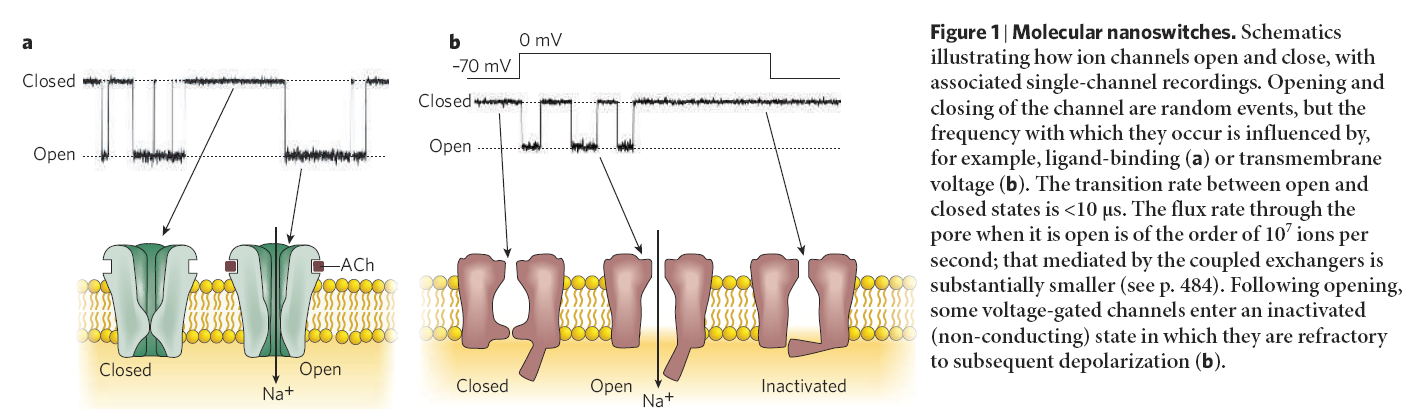 a
Closed
Open
ACh
Closed
Open
Na+
b
0 mV
–70 mV
Closed
Open
Closed
Open
Na+
Inactivated
Figure 1 | Molecular nanoswitches. Schematics
illustrating how ion channels open and close, with
associated single-channel recordings. Opening and
closing of the channel are random events, but the
frequency with which they occur is influenced by,
for example, ligand-binding (a) or transmembrane
voltage (b). The transition rate between open and
closed states is <10 μs. The flux rate through the
pore when it is open is of the order of 10⁷ ions per
second; that mediated by the coupled exchangers is
substantially smaller (see p. 484). Following opening,
some voltage-gated channels enter an inactivated
(non-conducting) state in which they are refractory
to subsequent depolarization (b).